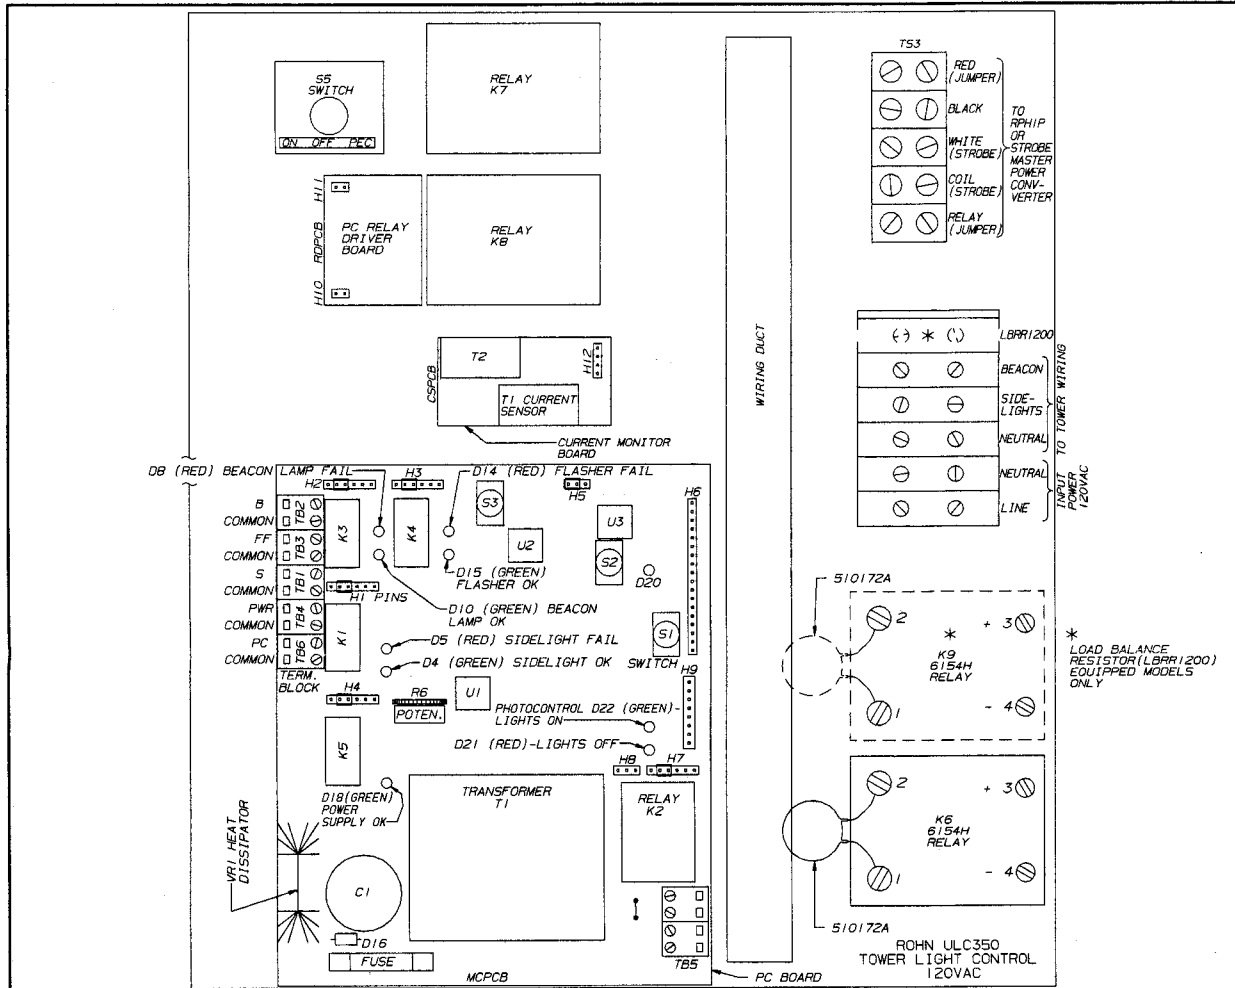 S5
SWITCH
ON OFF PEC
RELAY
K7
TS3
RED
(JUMPER)
BLACK
WHITE
(STROBE)
COIL
(STROBE)
RELAY
(JUMPER)
TO
RPHIP
OR
STROBE
MASTER
POWER
CONV-
VERTER
H11
RDPCB
H10
PC RELAY
DRIVER
BOARD
RELAY
K8
WIRING DUCT
CSPCB
T2
H12
T1 CURRENT
SENSOR
CURRENT MONITOR
BOARD
* LBRR1200
BEACON
SIDE-
LIGHTS
NEUTRAL
NEUTRAL
LINE
TO TOWER WIRING
INPUT
POWER
120VAC
D8 (RED) BEACON LAMP FAIL
H3
D14 (RED) FLASHER FAIL
H2
H5
H6
B
COMMON
TB2
FF
COMMON
TB3
S
COMMON
TB1
PWR
COMMON
TB4
PC
COMMON
TB6
TERM.
BLOCK
K3
K4
S3
U2
U3
S2
D20
D15 (GREEN)
FLASHER OK
H1 PINS
D10 (GREEN) BEACON
LAMP OK
K1
D5 (RED) SIDELIGHT FAIL
D4 (GREEN) SIDELIGHT OK
S1
SWITCH
H9
H4
R6
POTEN.
U1
PHOTOCONTROL D22 (GREEN)-
LIGHTS ON
D21 (RED)-LIGHTS OFF
K5
H8
H7
D18(GREEN)
POWER
SUPPLY OK
TRANSFORMER
T1
RELAY
K2
VR1 HEAT
DISSIPATOR
C1
D16
FUSE
MCPCB
TB5
PC BOARD
510172A
2
+ 3
*
K9
6154H
RELAY
1
- 4
*
LOAD BALANCE
RESISTOR(LBRR1200)
EQUIPPED MODELS
ONLY
2
+ 3
K6
6154H
RELAY
1
- 4
510172A
ROHN ULC350
TOWER LIGHT CONTROL
120VAC